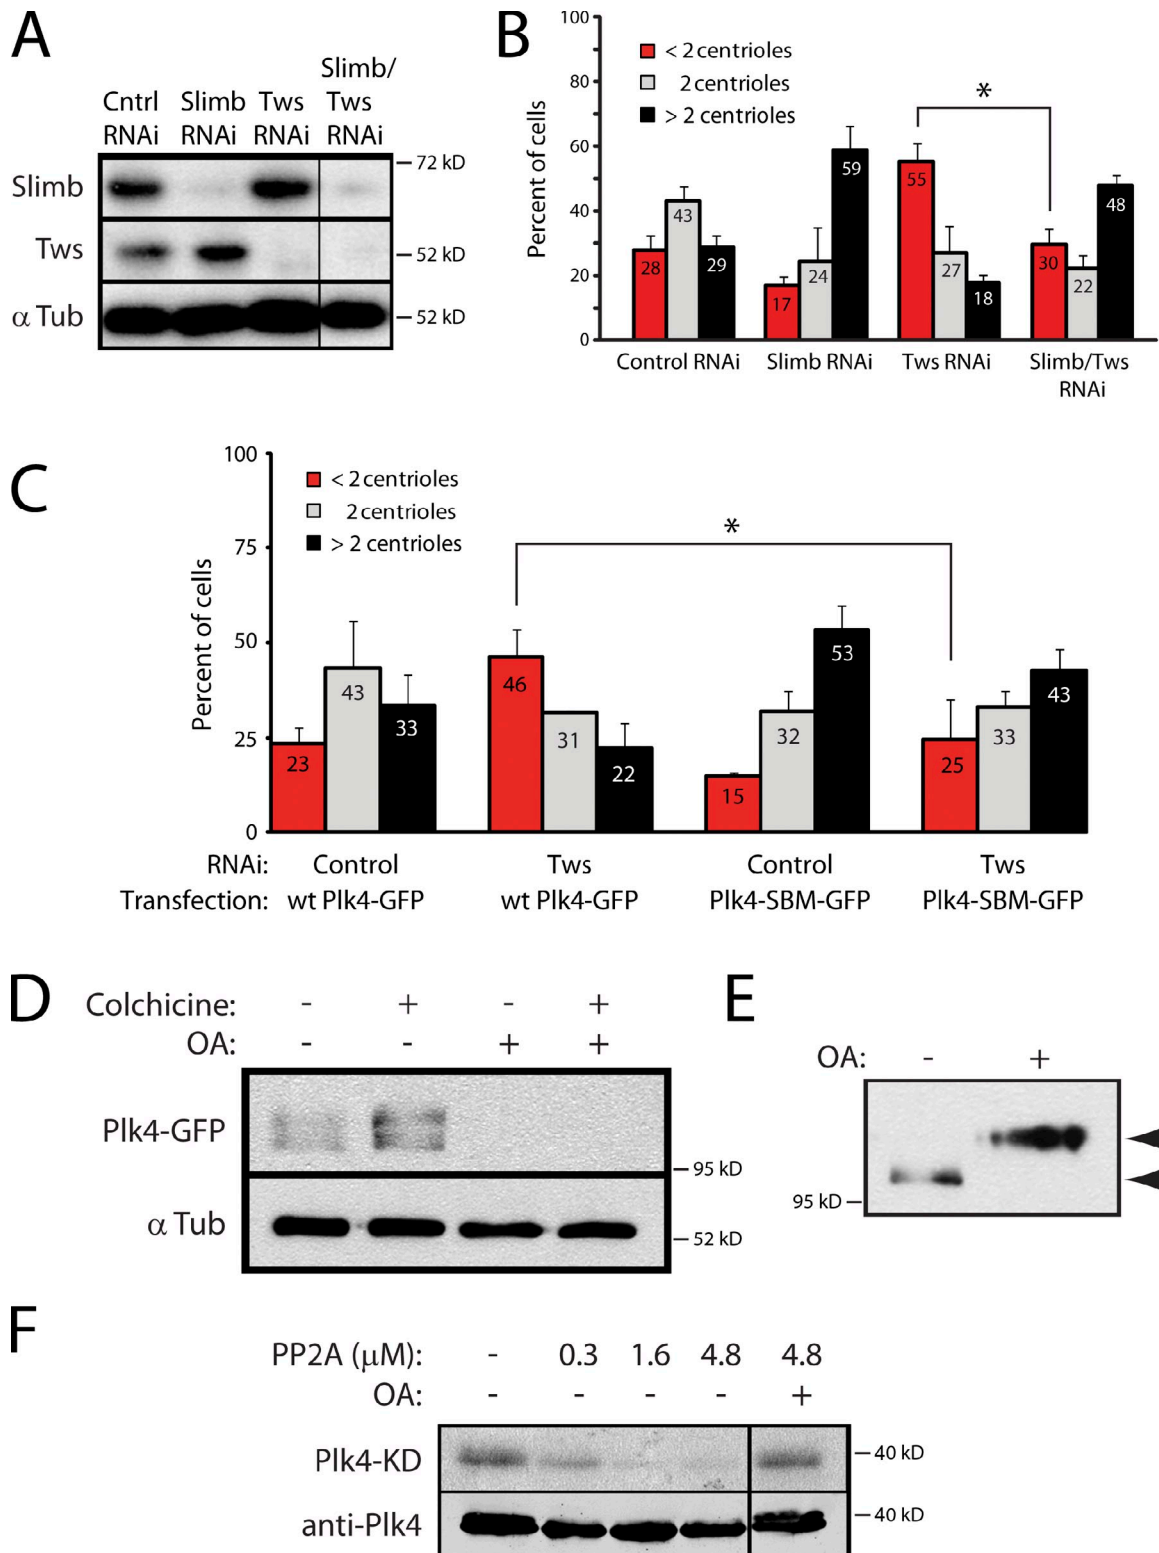 A
Cntrl RNAi
Slimb RNAi
Tws RNAi
Slimb/ Tws RNAi
72 kD
Slimb
Tws
52 kD
α Tub
52 kD
B
100
80
60
40
20
0
Percent of cells
< 2 centrioles
2 centrioles
> 2 centrioles
*
28
43
29
17
24
59
55
27
18
30
22
48
Control RNAi
Slimb RNAi
Tws RNAi
Slimb/Tws RNAi
C
100
75
50
25
0
Percent of cells
< 2 centrioles
2 centrioles
> 2 centrioles
*
23
43
33
46
31
22
15
32
53
25
33
43
RNAi: Control Tws Control Tws
Transfection: wt Plk4-GFP wt Plk4-GFP Plk4-SBM-GFP Plk4-SBM-GFP
D
Colchicine: - + - +
OA: - - + +
Plk4-GFP
95 kD
α Tub
52 kD
E
OA: - +
95 kD
F
PP2A (μM): - 0.3 1.6 4.8 4.8
OA: - - - - +
Plk4-KD
40 kD
anti-Plk4
40 kD